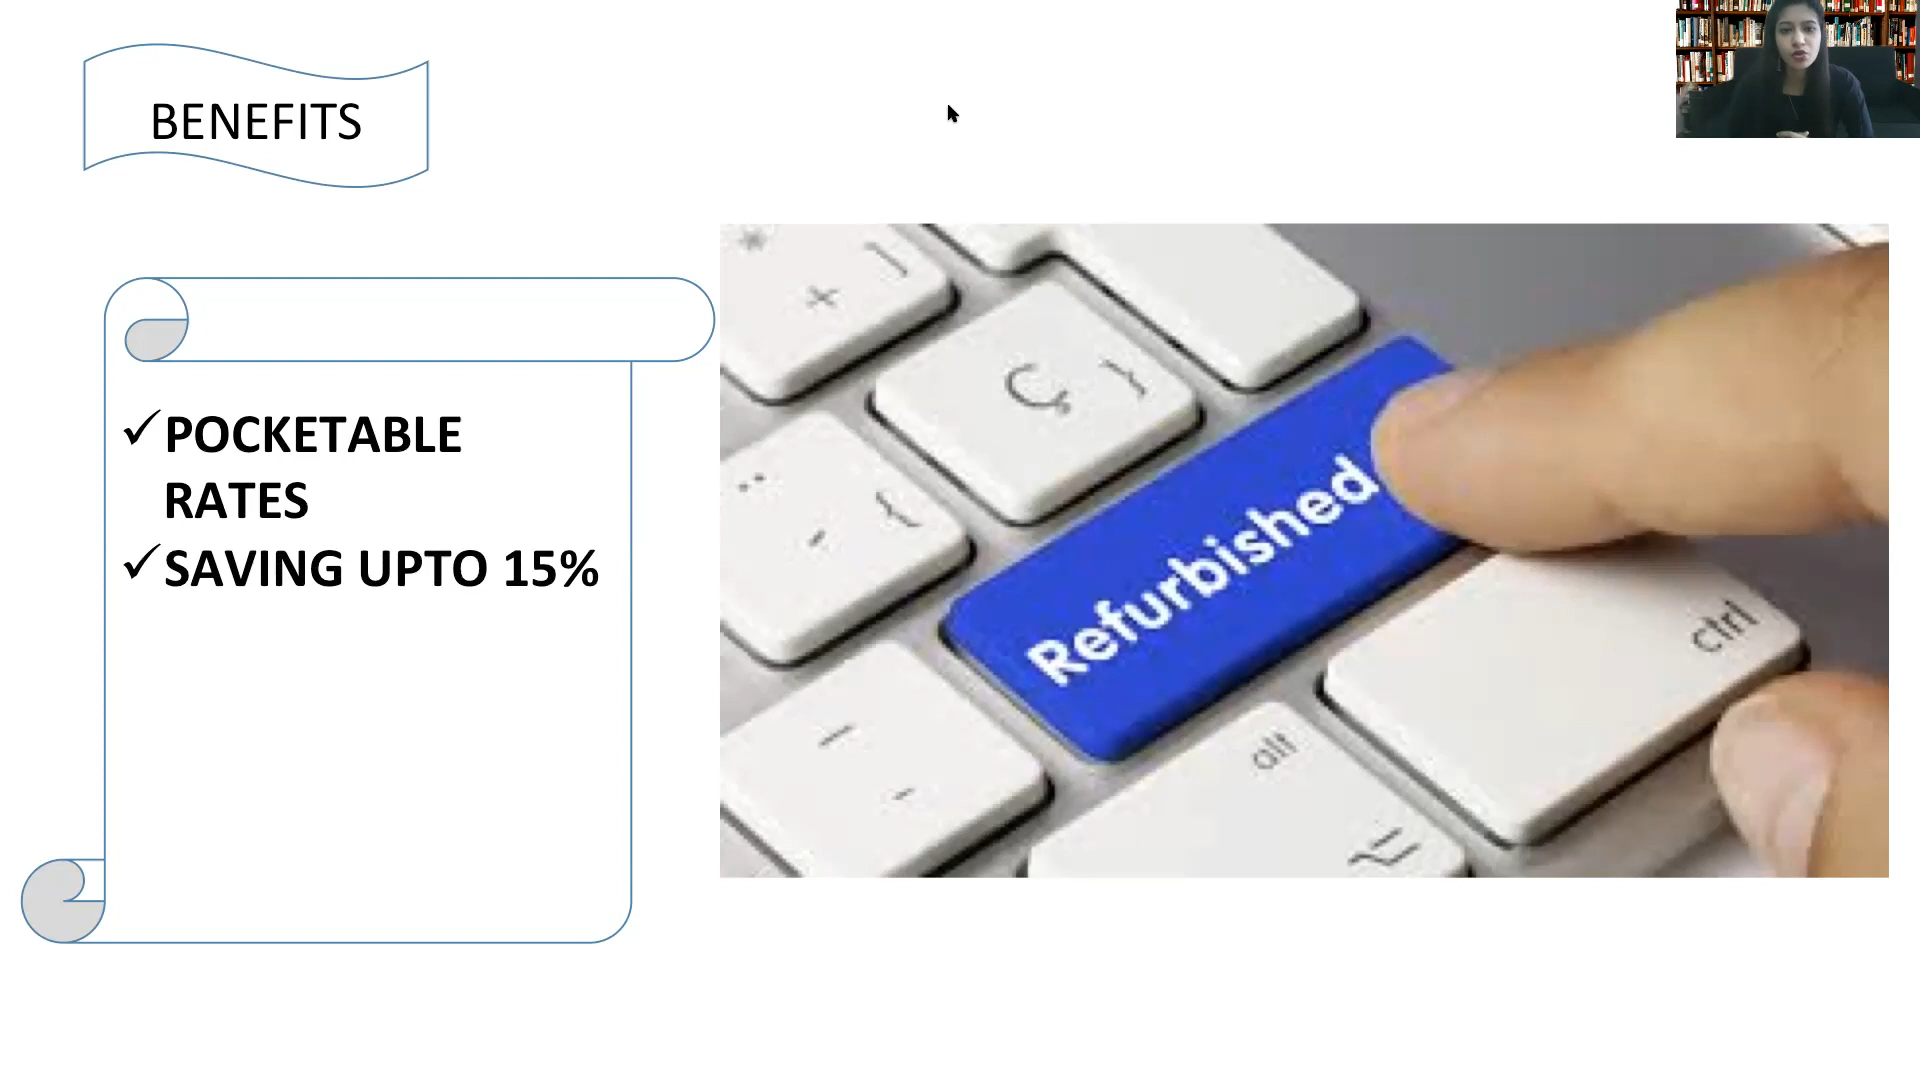 BENEFITS
✓POCKETABLE
RATES
✓SAVING UPTO 15%
* ]
+
Ç }
¨ {
-
Refurbished
ctrl
_
-
alt
⌥